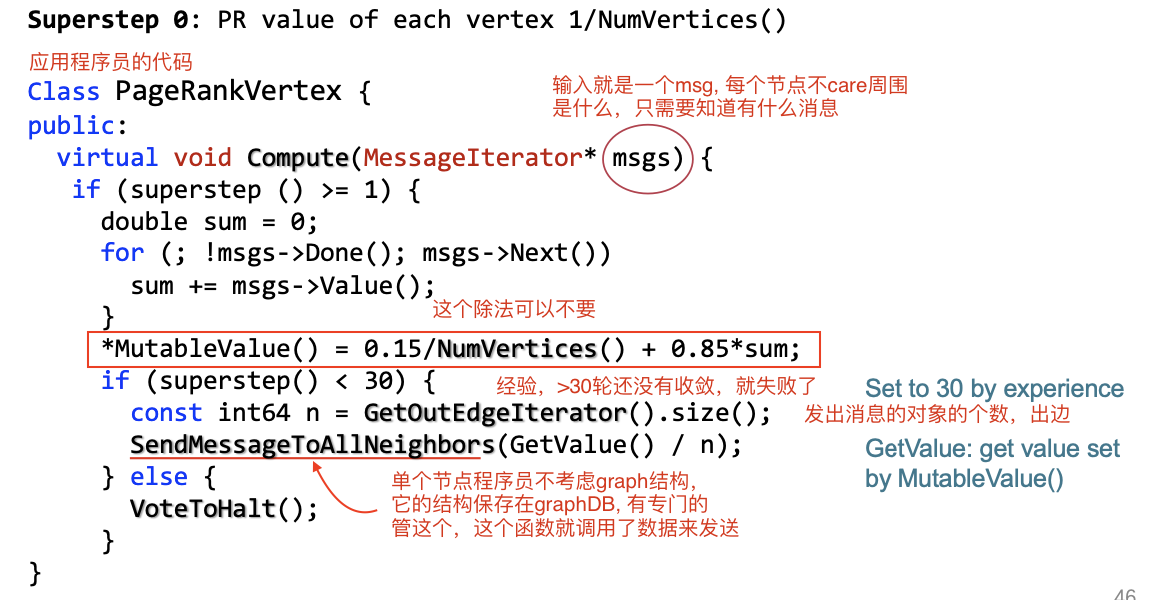 Superstep 0: PR value of each vertex 1/NumVertices()
应用程序员的代码
Class PageRankVertex {
输入就是一个msg, 每个节点不care周围
是什么，只需要知道有什么消息
public:
virtual void Compute(MessageIterator* msgs) {
if (superstep () >= 1) {
double sum = 0;
for (; !msgs->Done(); msgs->Next())
sum += msgs->Value();
这个除法可以不要
}
*MutableValue() = 0.15/NumVertices() + 0.85*sum;
if (superstep() < 30) {
经验，>30轮还没有收敛，就失败了
Set to 30 by experience
const int64 n = GetOutEdgeIterator().size();
发出消息的对象的个数，出边
SendMessageToAllNeighbors(GetValue() / n);
GetValue: get value set
by MutableValue()
} else {
单个节点程序员不考虑graph结构，
它的结构保存在graphDB, 有专门的
管这个，这个函数就调用了数据来发送
VoteToHalt();
}
}
46